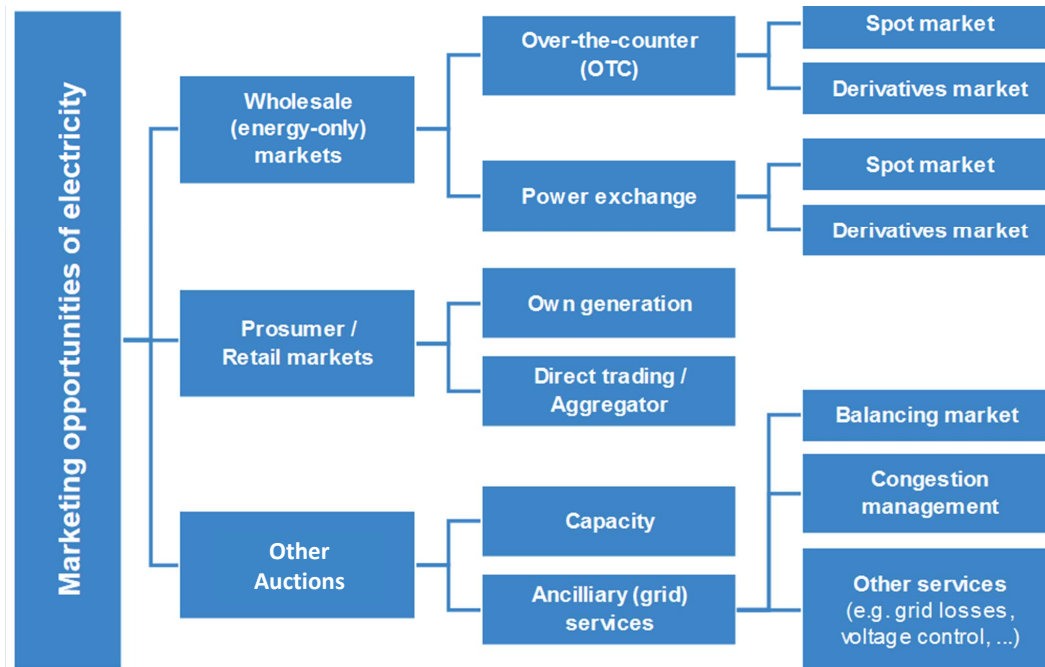 Marketing opportunities of electricity
Wholesale
(energy-only)
markets
Over-the-counter
(OTC)
Spot market
Derivatives market
Power exchange
Spot market
Derivatives market
Prosumer /
Retail markets
Own generation
Direct trading /
Aggregator
Other
Auctions
Capacity
Ancilliary (grid)
services
Balancing market
Congestion
management
Other services
(e.g. grid losses,
voltage control, ...)